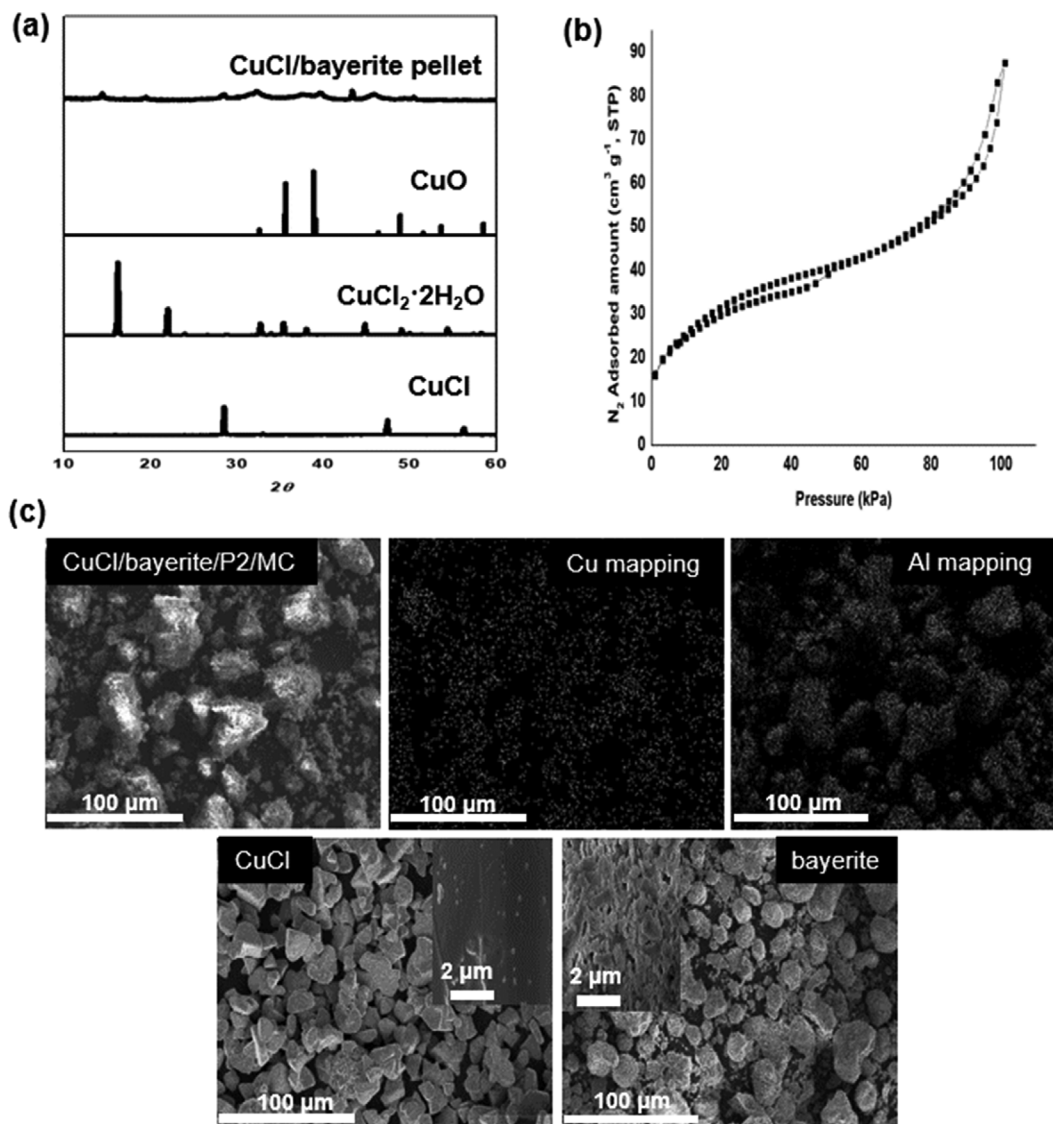 (a)
CuCl/bayerite pellet
CuO
CuCl₂·2H₂O
CuCl
10 20 30 40 50 60
2θ
(b)
N₂ Adsorbed amount (cm³ g⁻¹, STP)
90
80
70
60
50
40
30
20
10
0
0 20 40 60 80 100
Pressure (kPa)
(c)
CuCl/bayerite/P2/MC
Cu mapping
Al mapping
100 µm
100 µm
100 µm
CuCl
bayerite
2 µm
2 µm
100 µm
100 µm